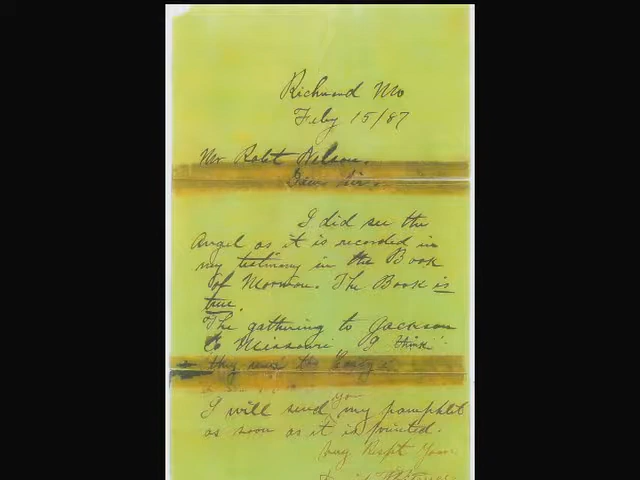 Richmond Mo
Feby 15/87
Mr Robt Nelson.
Dear Sir.
I did see the
Angel as it is recorded in
my testimony in the Book
of Mormon. The Book is
true.
The gathering to Jackson
Co Missouri I think
they
I will send you my pamphlet
as soon as it is printed.
Very Respt Yours